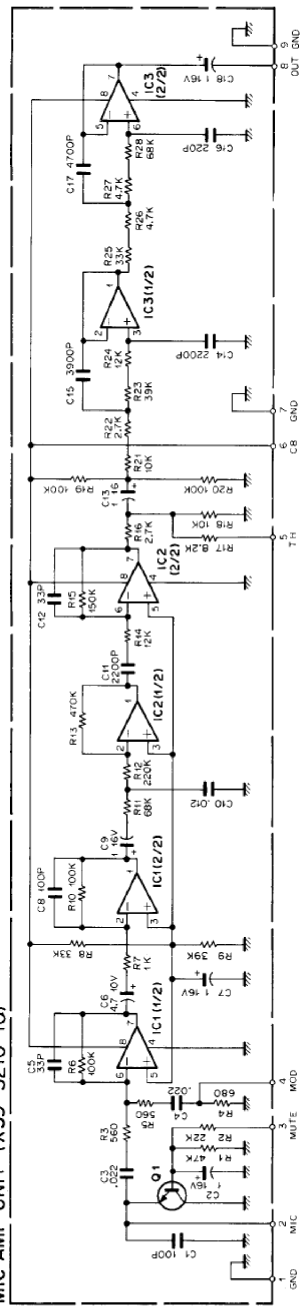 MIC AMP UNIT (X59-3210-10)
C1 100P
Q1
C2
1 16V
R1
47K
R2
22K
C3
.022
R3
560
R5
560
C4
.022
R4
680
C5
33P
R6
100K
IC1(1/2)
C6
4.7 10V
R7
1K
R8
33K
C7 1 16V
R9
39K
C8 100P
R10 100K
IC1(2/2)
C9
1 16V
R11
68K
C10 .012
R12
220K
R13 470K
IC2(1/2)
C11
2200P
R14
12K
C12 33P
R15
150K
IC2
(2/2)
R16
2.7K
R17 8.2K
R18
10K
C13
1 16
R19 100K
R20 100K
R21
10K
R22
2.7K
R23
39K
R24
12K
C14 2200P
C15 3900P
IC3(1/2)
R25
33K
R26
4.7K
R27
4.7K
R28
68K
C16 220P
C17 4700P
IC3
(2/2)
C18 1 16V
1 GND
2 MIC
3 MUTE
4 MOD
5 TH
6 C8
7 GND
8 OUT
9 GND